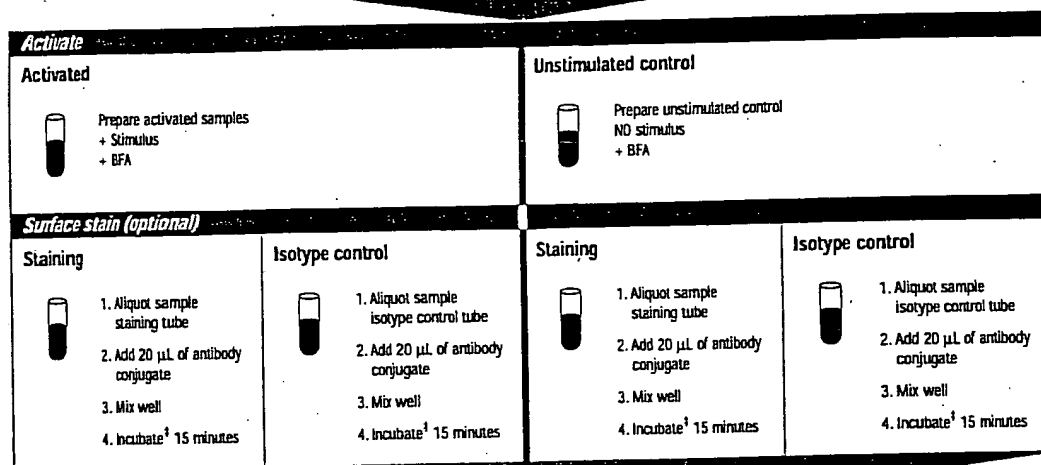 Activate
Activated
Prepare activated samples
+ Stimulus
+ BFA
Unstimulated control
Prepare unstimulated control
NO stimulus
+ BFA
Surface stain (optional)
Staining
1. Aliquot sample
staining tube
2. Add 20 µL of antibody
conjugate
3. Mix well
4. Incubate‡ 15 minutes
Isotype control
1. Aliquot sample
isotype control tube
2. Add 20 µL of antibody
conjugate
3. Mix well
4. Incubate‡ 15 minutes
Staining
1. Aliquot sample
staining tube
2. Add 20 µL of antibody
conjugate
3. Mix well
4. Incubate‡ 15 minutes
Isotype control
1. Aliquot sample
isotype control tube
2. Add 20 µL of antibody
conjugate
3. Mix well
4. Incubate‡ 15 minutes